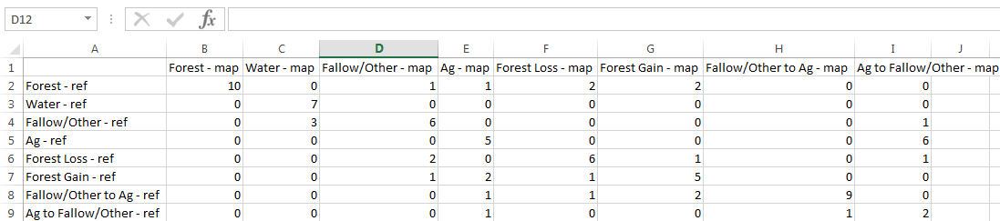 D12 fx
A B C D E F G H I J
1 Forest - map Water - map Fallow/Other - map Ag - map Forest Loss - map Forest Gain - map Fallow/Other to Ag - map Ag to Fallow/Other - map
2 Forest - ref 10 0 1 1 2 2 0 0
3 Water - ref 0 7 0 0 0 0 0 0
4 Fallow/Other - ref 0 3 6 0 0 0 0 1
5 Ag - ref 0 0 0 5 0 0 0 6
6 Forest Loss - ref 0 0 2 0 6 1 0 1
7 Forest Gain - ref 0 0 1 2 1 5 0 0
8 Fallow/Other to Ag - ref 0 0 0 1 1 2 9 0
9 Ag to Fallow/Other - ref 0 0 0 1 0 0 1 2